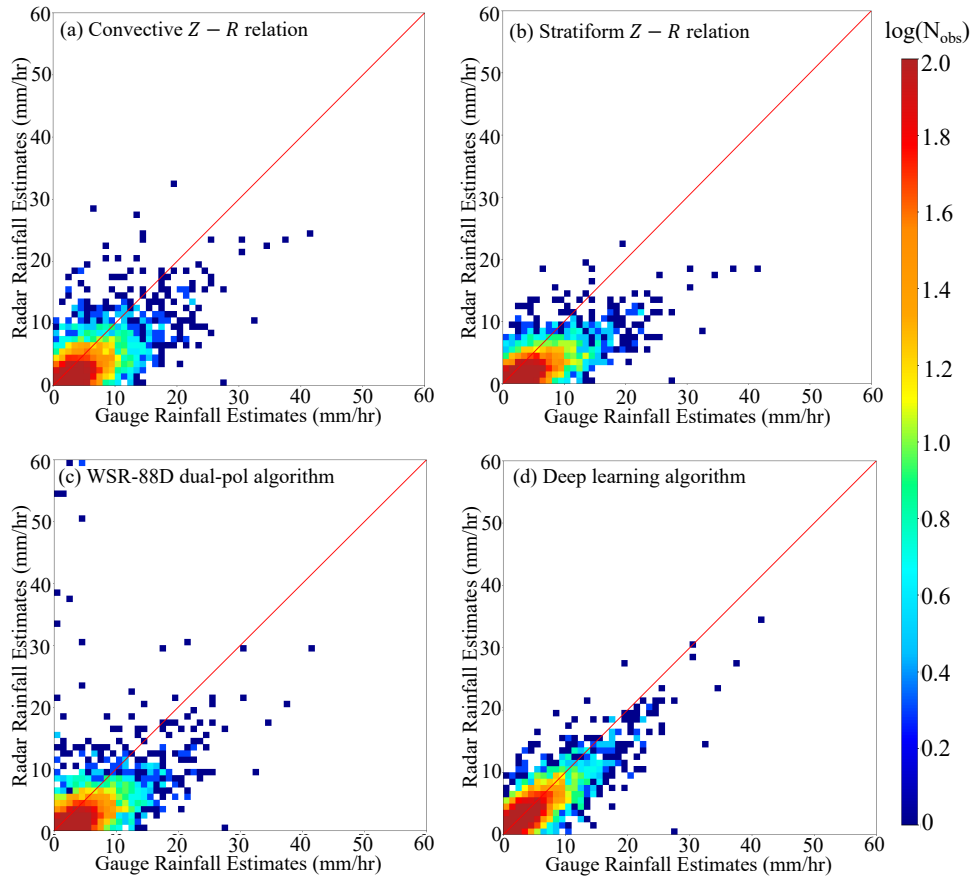 (a) Convective Z − R relation
Radar Rainfall Estimates (mm/hr)
60
50
40
30
20
10
0
0 10 20 30 40 50 60
Gauge Rainfall Estimates (mm/hr)
(b) Stratiform Z − R relation
Radar Rainfall Estimates (mm/hr)
60
50
40
30
20
10
0
0 10 20 30 40 50 60
Gauge Rainfall Estimates (mm/hr)
log(N_obs)
2.0
1.8
1.6
1.4
1.2
1.0
0.8
0.6
0.4
0.2
0
(c) WSR-88D dual-pol algorithm
Radar Rainfall Estimates (mm/hr)
60
50
40
30
20
10
0
0 10 20 30 40 50 60
Gauge Rainfall Estimates (mm/hr)
(d) Deep learning algorithm
Radar Rainfall Estimates (mm/hr)
60
50
40
30
20
10
0
0 10 20 30 40 50 60
Gauge Rainfall Estimates (mm/hr)